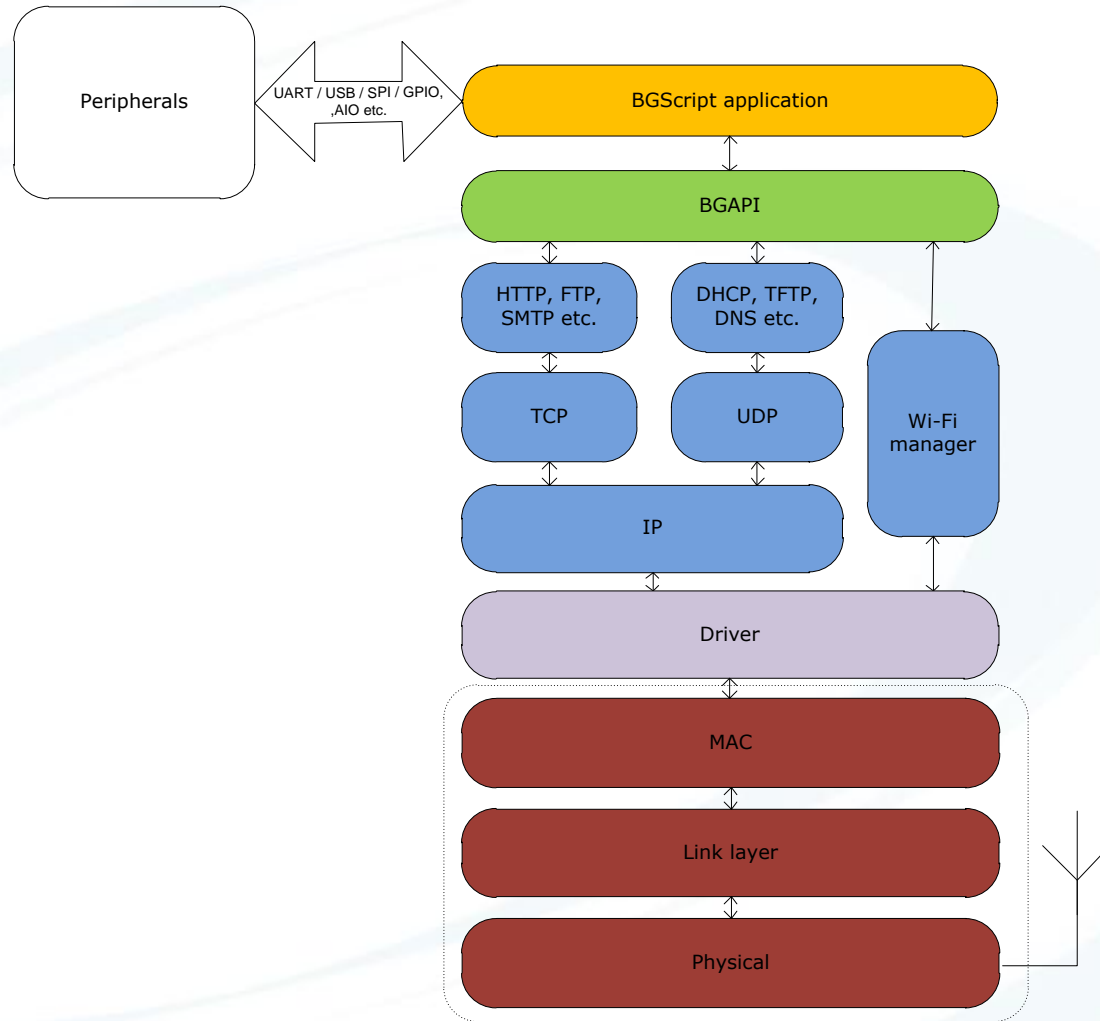 Peripherals
UART / USB / SPI / GPIO,
,AIO etc.
BGScript application
BGAPI
HTTP, FTP,
SMTP etc.
DHCP, TFTP,
DNS etc.
TCP
UDP
Wi-Fi
manager
IP
Driver
MAC
Link layer
Physical